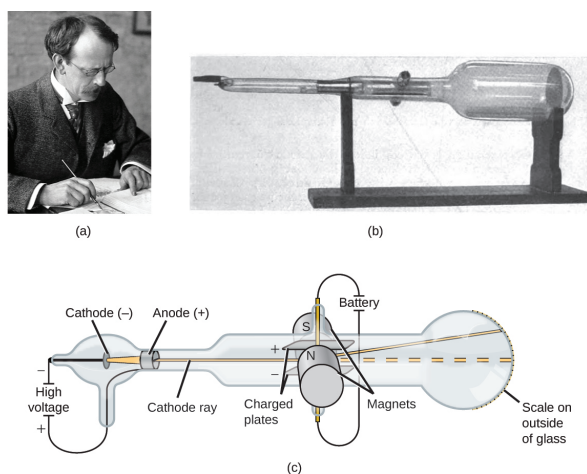 (a)
(b)
Cathode (–)
Anode (+)
Battery
S
+
N
–
–
High
voltage
+
Cathode ray
Charged
plates
Magnets
Scale on
outside
of glass
(c)